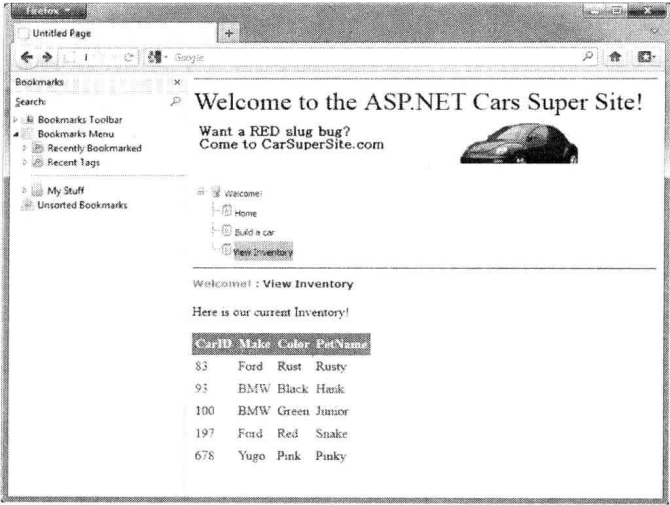 Firefox
Untitled Page
Google
Bookmarks
Search:
Bookmarks Toolbar
Bookmarks Menu
Recently Bookmarked
Recent Tags
My Stuff
Unsorted Bookmarks
Welcome to the ASP.NET Cars Super Site!
Want a RED slug bug?
Come to CarSuperSite.com
Welcome!
Home
Build a car
View Inventory
Welcome! : View Inventory
Here is our current Inventory!
CarID Make Color PetName
83 Ford Rust Rusty
93 BMW Black Hank
100 BMW Green Junior
197 Ford Red Snake
678 Yugo Pink Pinky